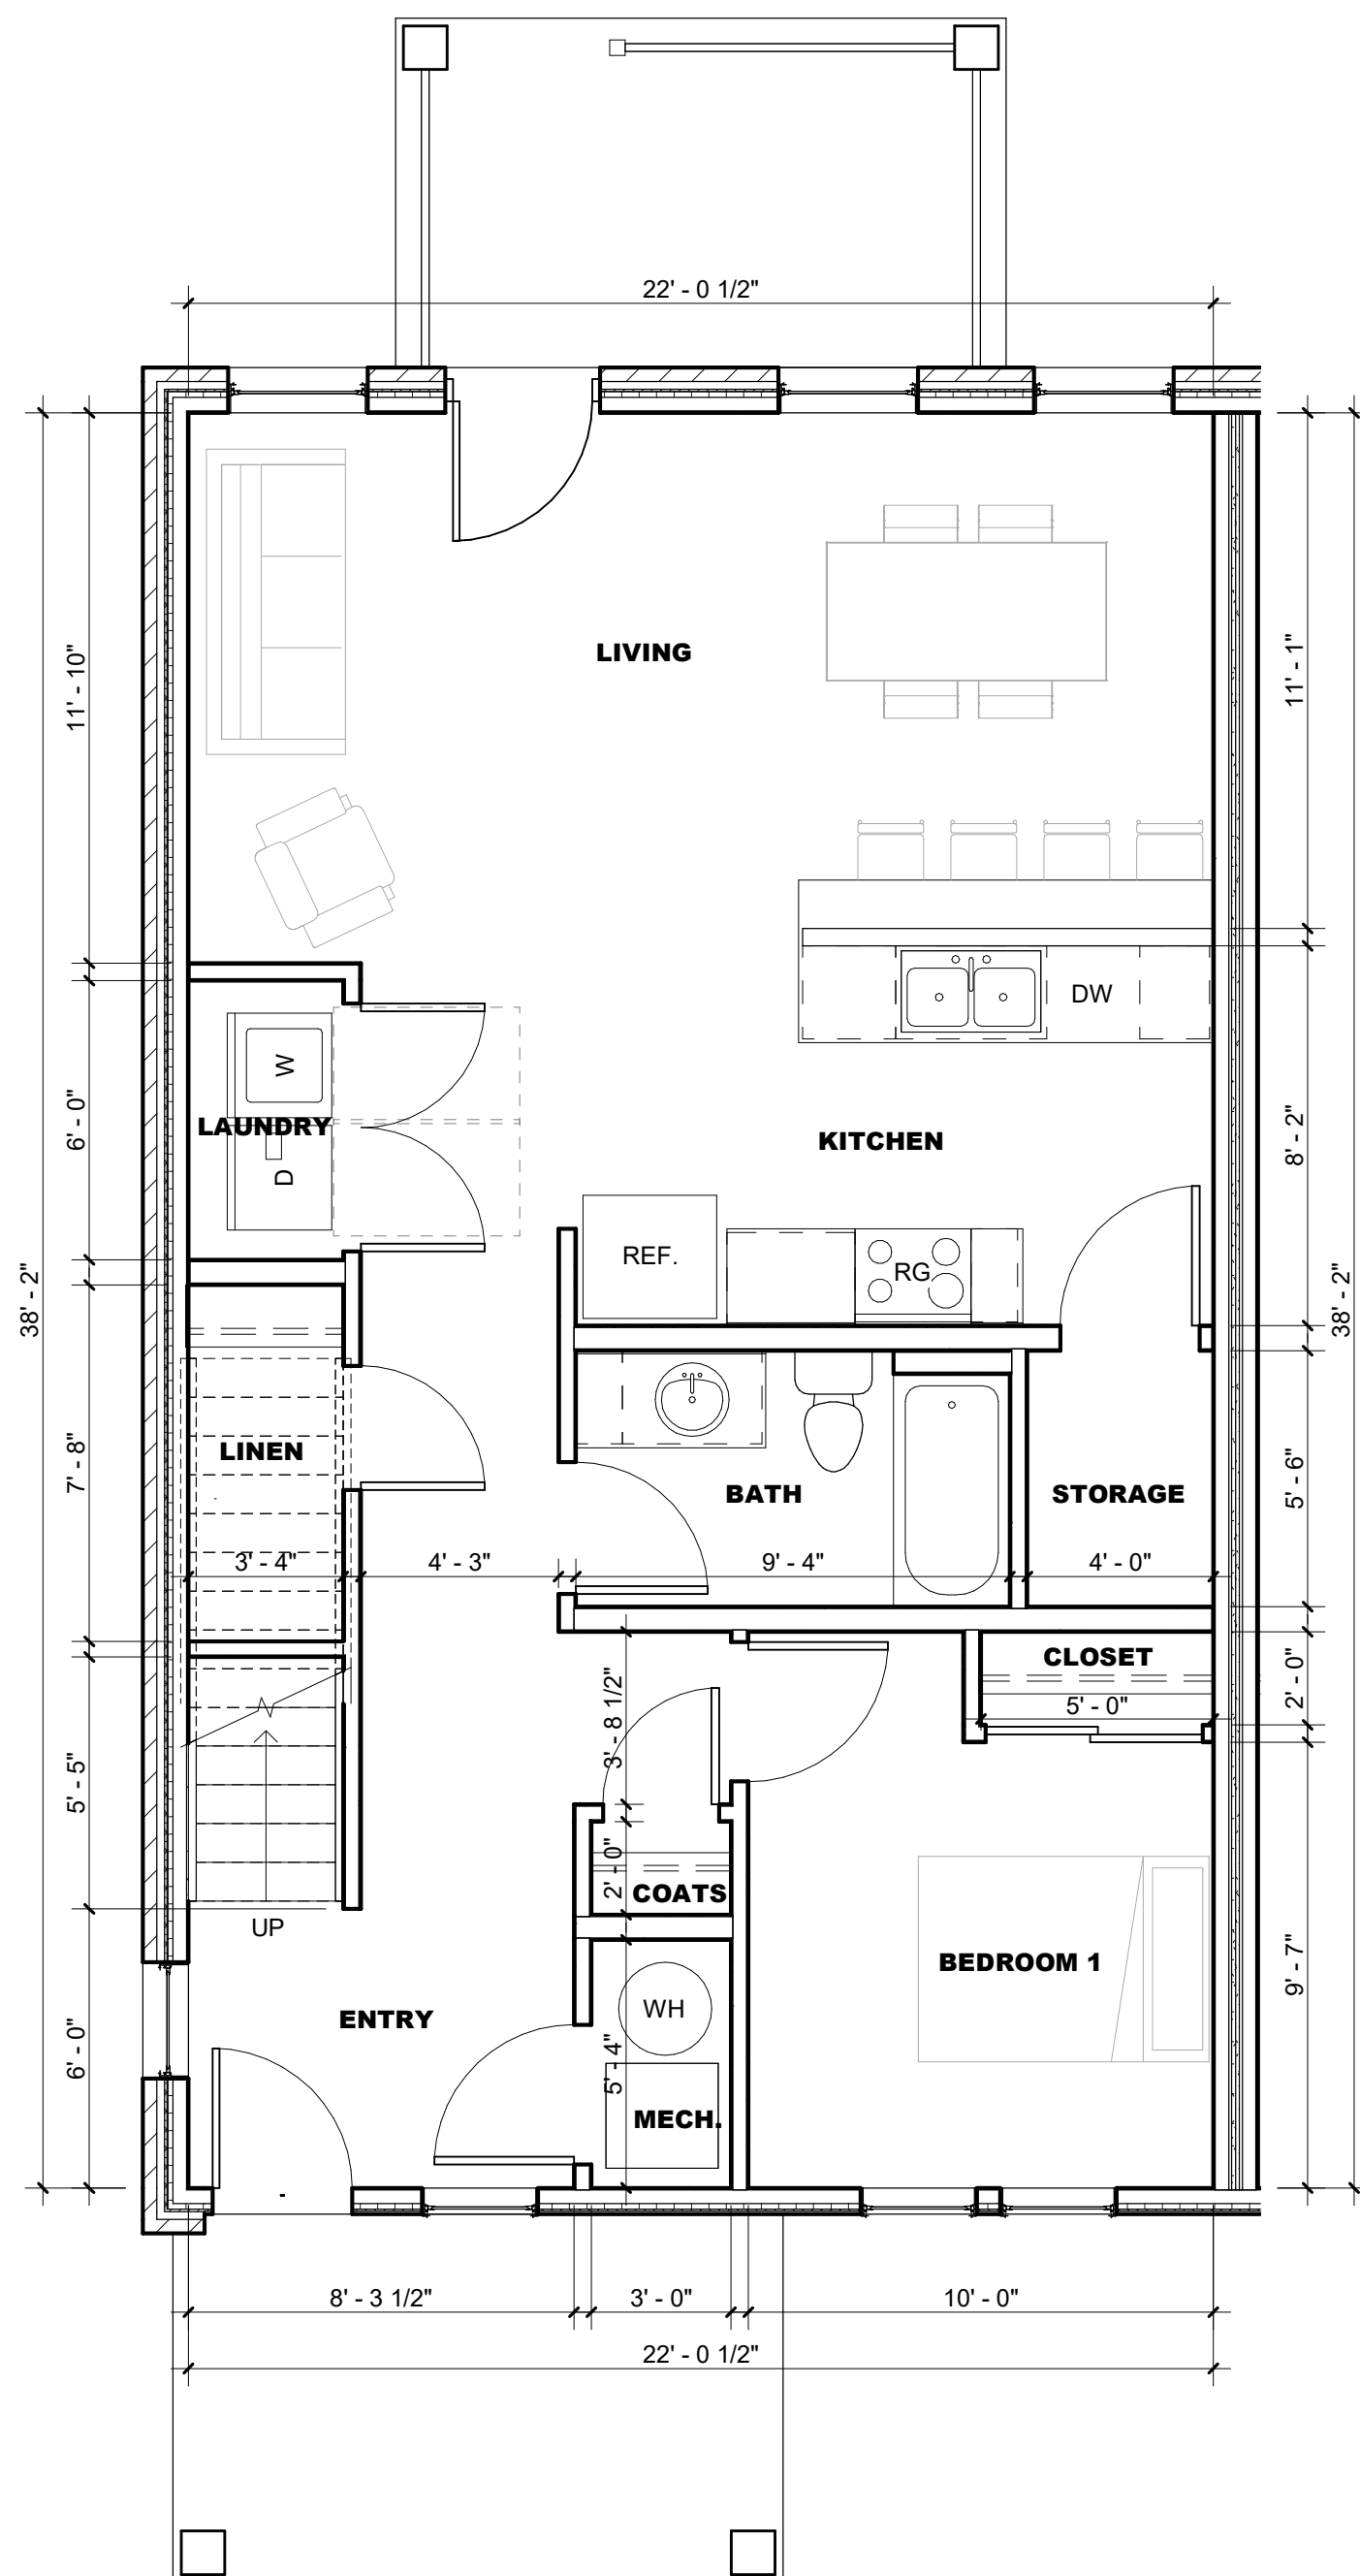 22' - 0 1/2"
LIVING
11' - 10"
11' - 1"
DW
W
LAUNDRY
D
6' - 0"
KITCHEN
8' - 2"
REF.
RG
38' - 2"
38' - 2"
LINEN
7' - 8"
BATH
STORAGE
5' - 6"
3' - 4"
4' - 3"
9' - 4"
4' - 0"
CLOSET
2' - 0"
5' - 0"
3' - 8 1/2"
5' - 5"
2' - 0"
COATS
UP
BEDROOM 1
9' - 7"
ENTRY
WH
6' - 0"
5' - 4"
MECH.
8' - 3 1/2"
3' - 0"
10' - 0"
22' - 0 1/2"